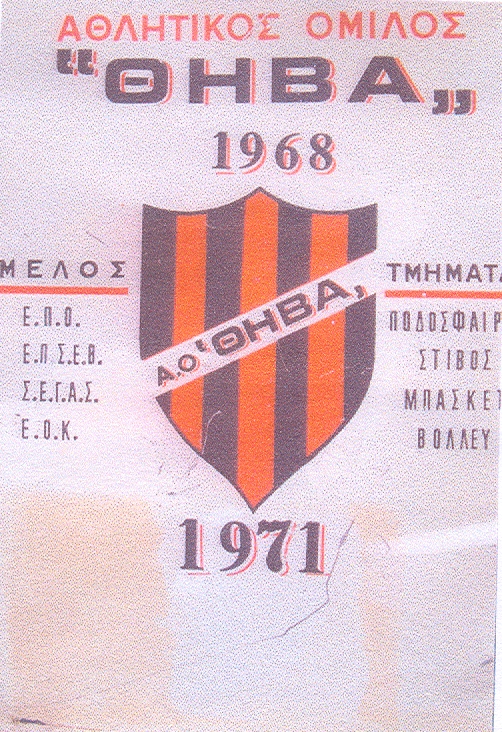 ΑΘΛΗΤΙΚΟΣ ΟΜΙΛΟΣ
"ΘΗΒΑ„
1968
ΜΕΛΟΣ
Ε.Π.Ο.
Ε.Π Σ.Ε.Β.
Σ.Ε.Γ.Α.Σ.
Ε.Ο.Κ.
Α.Ο 'ΘΗΒΑ,
ΤΜΗΜΑΤΑ
ΠΟΔΟΣΦΑΙΡ
ΣΤΙΒΟΣ
ΜΠΑΣΚΕΤ
ΒΟΛΛΕΥ
1971